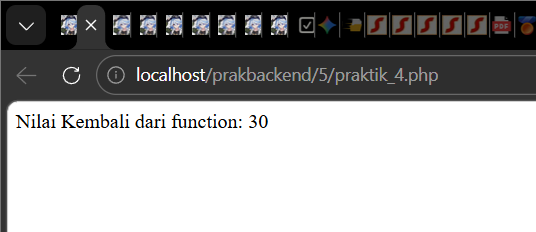 localhost/prakbackend/5/praktik_4.php
Nilai Kembali dari function: 30